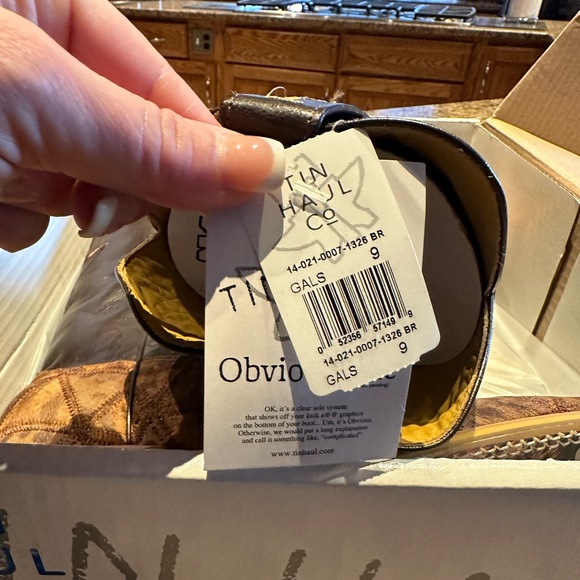 TIN
HAUL
Co
14-021-0007-1326 BR
GALS 9
0 52356 57149 9
14-021-0007-1326 BR
GALS 9
OK, it's a clear sole system
that shows off your kick a@@ graphics
on the bottom of your boot... Um, it's Obvious.
Otherwise, we would put a long explanation
and call it something like, "complicated"
www.tinhaul.com